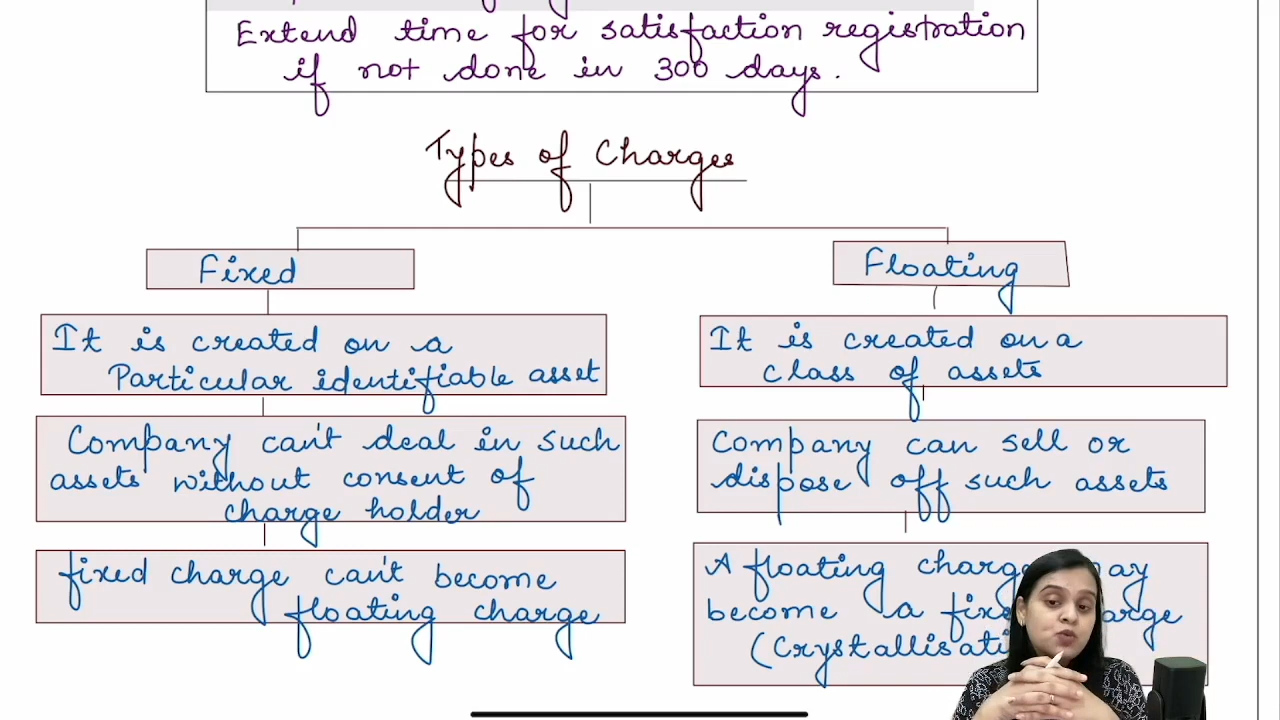 Extend time for satisfaction registration
if not done in 300 days.
Types of Charges
Fixed
It is created on a
Particular identifiable asset
Company can't deal in such
assets without consent of
charge holder
fixed charge can't become
floating charge
Floating
It is created on a
class of assets
Company can sell or
dispose off such assets
A floating charge
become a